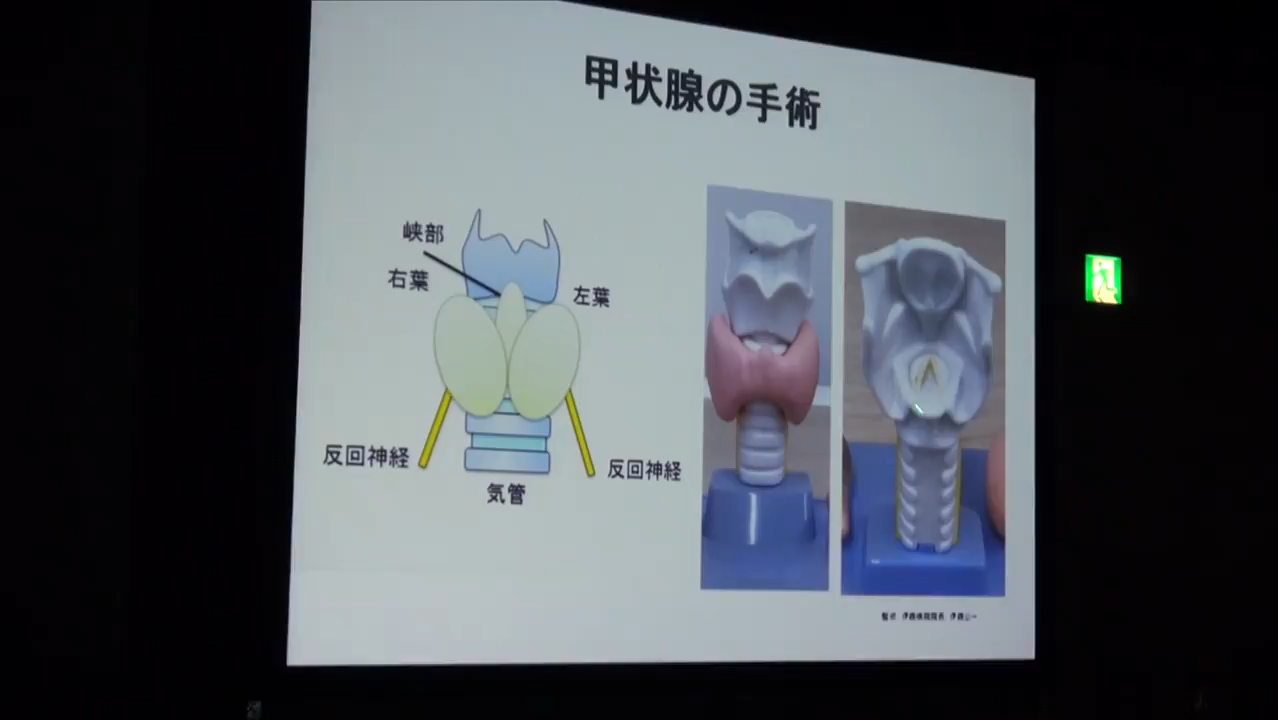 甲状腺の手術
峡部
右葉
左葉
反回神経
反回神経
気管